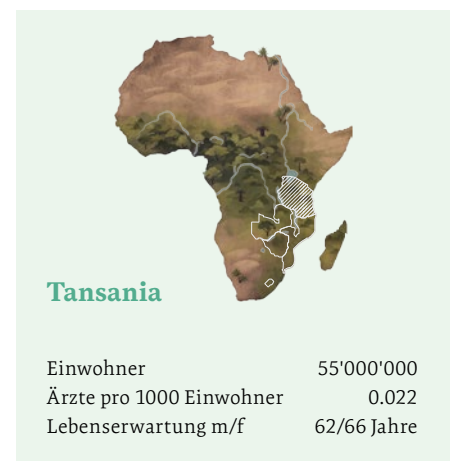 Tansania
Einwohner 55'000'000
Ärzte pro 1000 Einwohner 0.022
Lebenserwartung m/f 62/66 Jahre